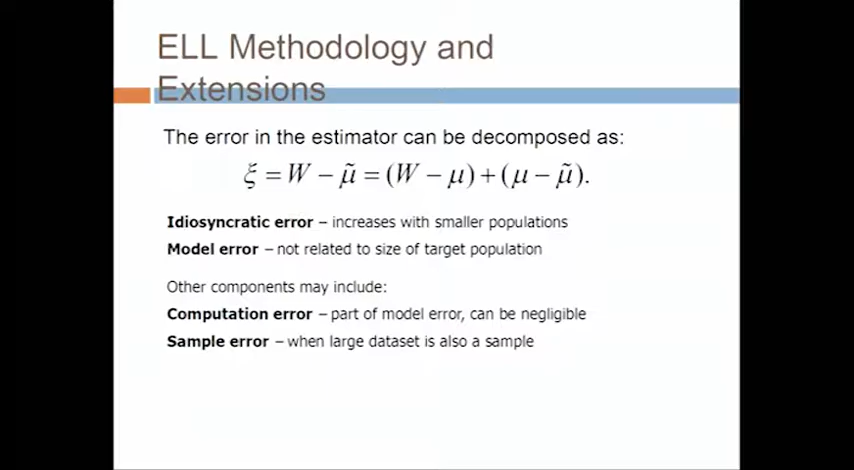 ELL Methodology and
Extensions
The error in the estimator can be decomposed as:
ξ = W − μ̃ = (W − μ) + (μ − μ̃).
Idiosyncratic error – increases with smaller populations
Model error – not related to size of target population
Other components may include:
Computation error – part of model error, can be negligible
Sample error – when large dataset is also a sample